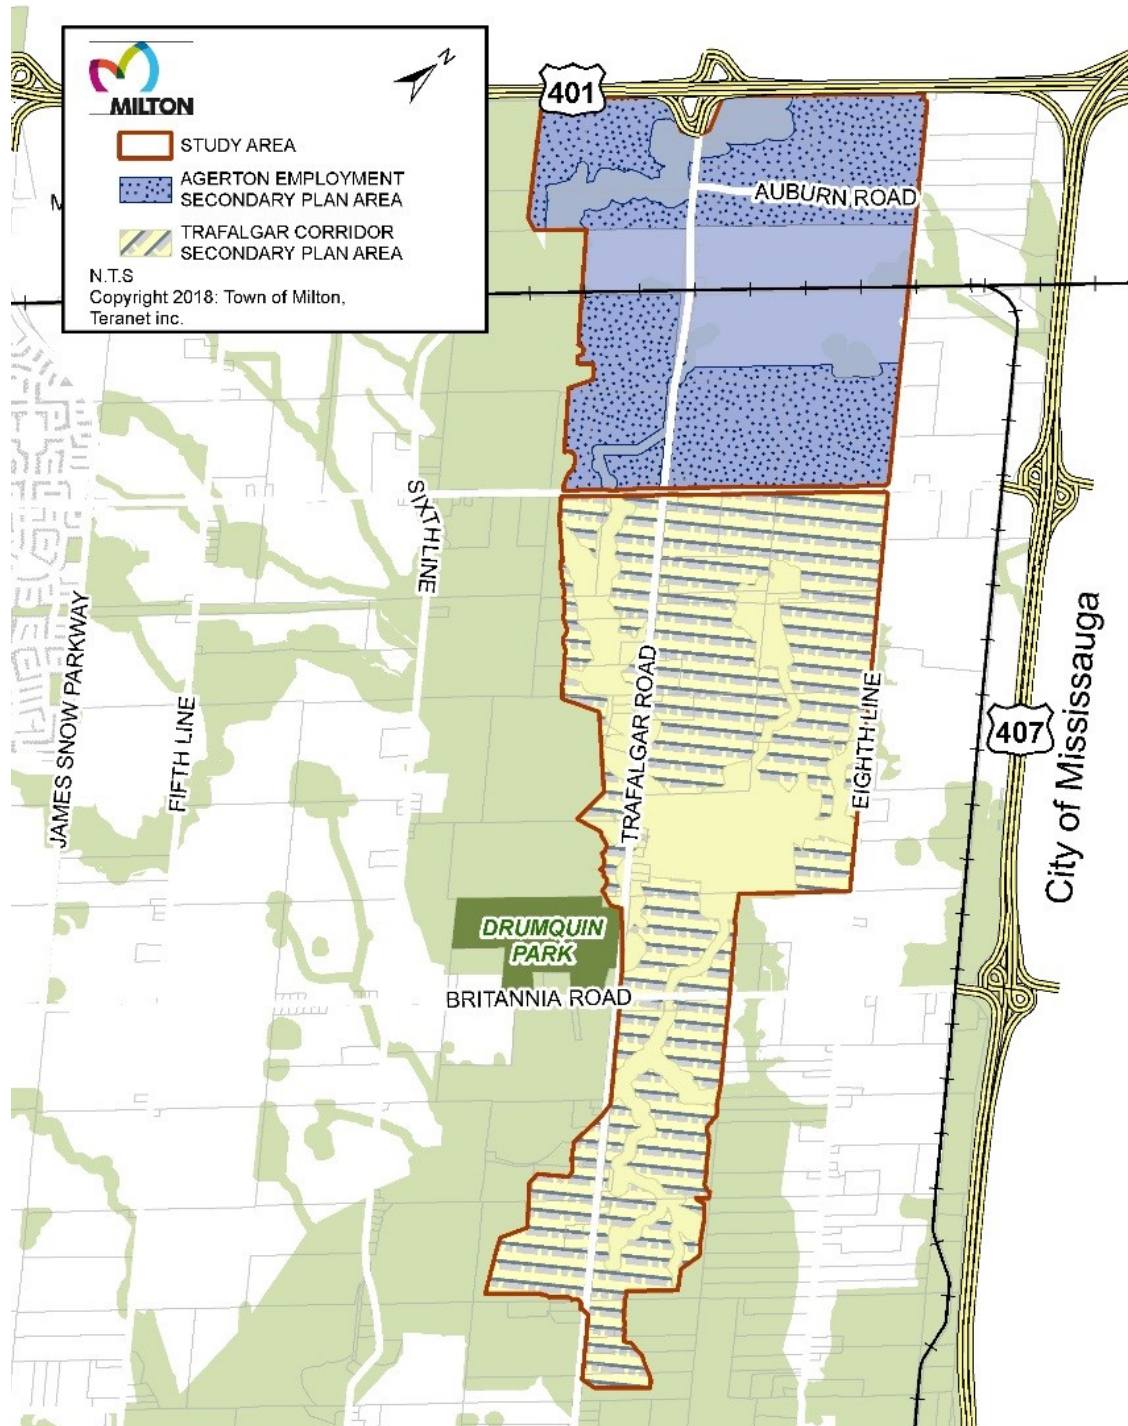 N
MILTON
STUDY AREA
AGERTON EMPLOYMENT
SECONDARY PLAN AREA
TRAFALGAR CORRIDOR
SECONDARY PLAN AREA
N.T.S
Copyright 2018: Town of Milton,
Teranet inc.
401
AUBURN ROAD
SIXTHLINE
JAMES SNOW PARKWAY
FIFTH LINE
TRAFALGAR ROAD
EIGHTH LINE
407
City of Mississauga
DRUMQUIN
PARK
BRITANNIA ROAD